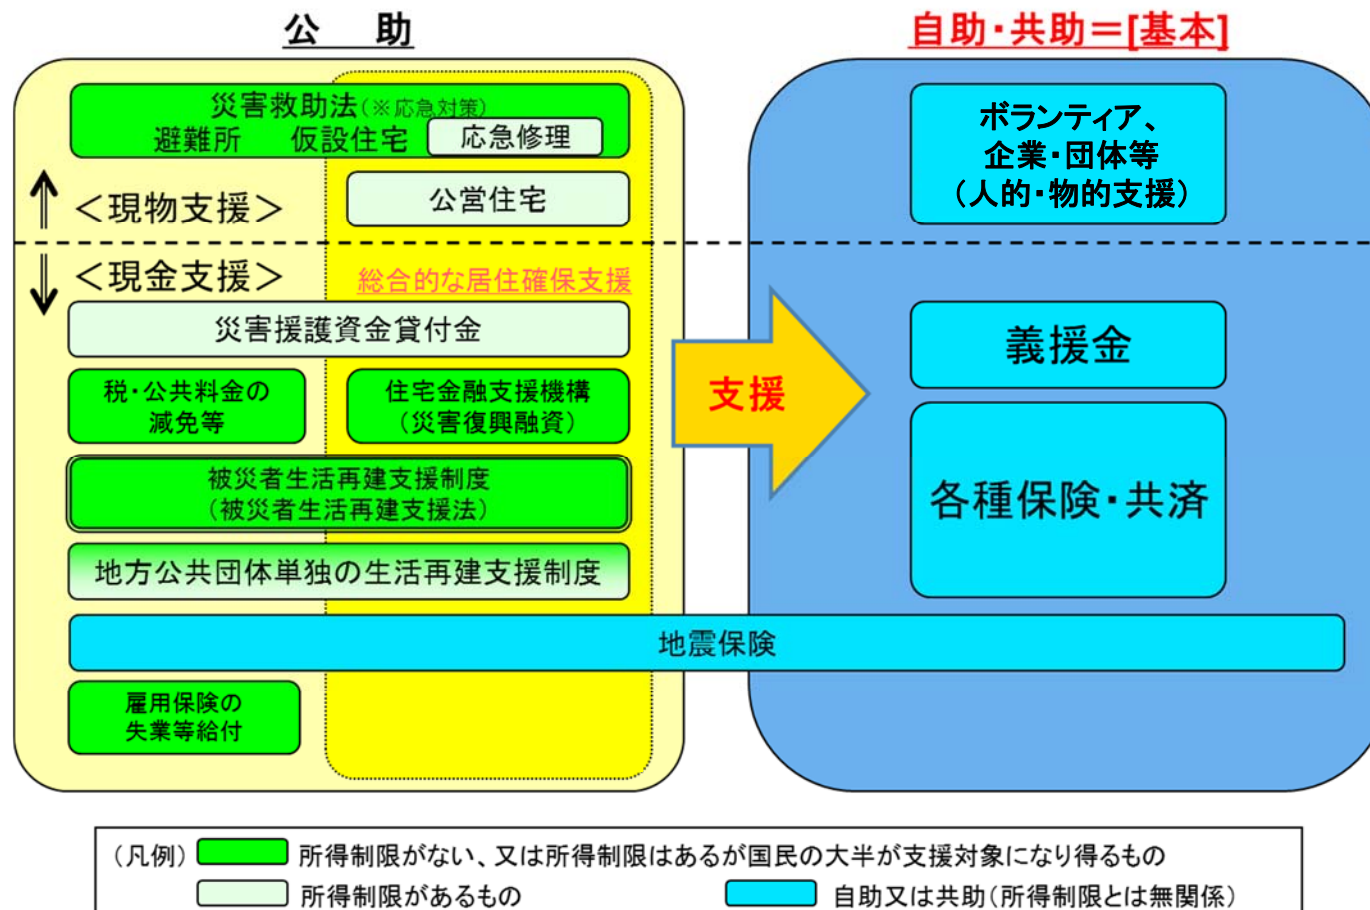 公　助
自助・共助＝[基本]
災害救助法(※応急対策)
避難所　仮設住宅　応急修理
公営住宅
＜現物支援＞
＜現金支援＞
総合的な居住確保支援
災害援護資金貸付金
税・公共料金の
減免等
住宅金融支援機構
（災害復興融資）
被災者生活再建支援制度
（被災者生活再建支援法）
地方公共団体単独の生活再建支援制度
地震保険
雇用保険の
失業等給付
支援
ボランティア、
企業・団体等
（人的・物的支援）
義援金
各種保険・共済
（凡例）　所得制限がない、又は所得制限はあるが国民の大半が支援対象になり得るもの
所得制限があるもの　自助又は共助（所得制限とは無関係）